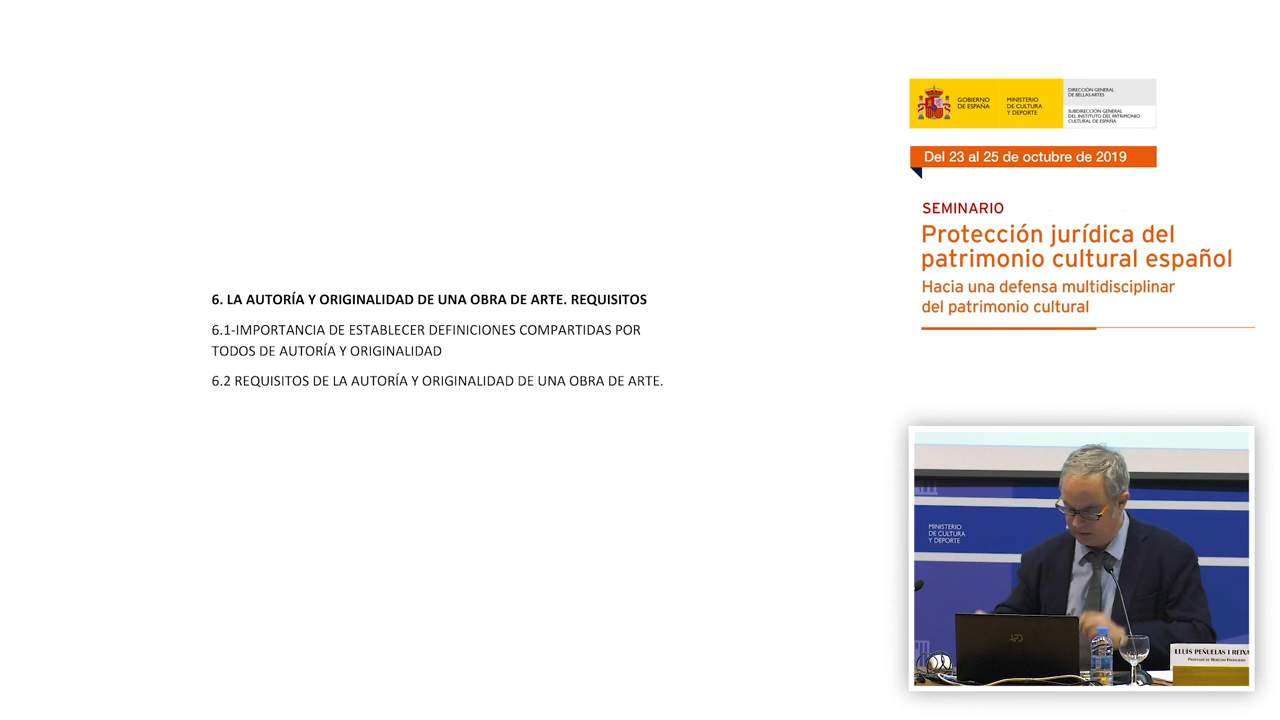 6. LA AUTORÍA Y ORIGINALIDAD DE UNA OBRA DE ARTE. REQUISITOS
6.1-IMPORTANCIA DE ESTABLECER DEFINICIONES COMPARTIDAS POR
TODOS DE AUTORÍA Y ORIGINALIDAD
6.2 REQUISITOS DE LA AUTORÍA Y ORIGINALIDAD DE UNA OBRA DE ARTE.
GOBIERNO
DE ESPAÑA
MINISTERIO
DE CULTURA
Y DEPORTE
DIRECCIÓN GENERAL
DE BELLAS ARTES
SUBDIRECCIÓN GENERAL
DEL INSTITUTO DEL PATRIMONIO
CULTURAL DE ESPAÑA
Del 23 al 25 de octubre de 2019
SEMINARIO
Protección jurídica del
patrimonio cultural español
Hacia una defensa multidisciplinar
del patrimonio cultural
MINISTERIO
DE CULTURA
Y DEPORTE
LLUÍS PEÑUELAS I REIXA
Profesor de Derecho Financiero